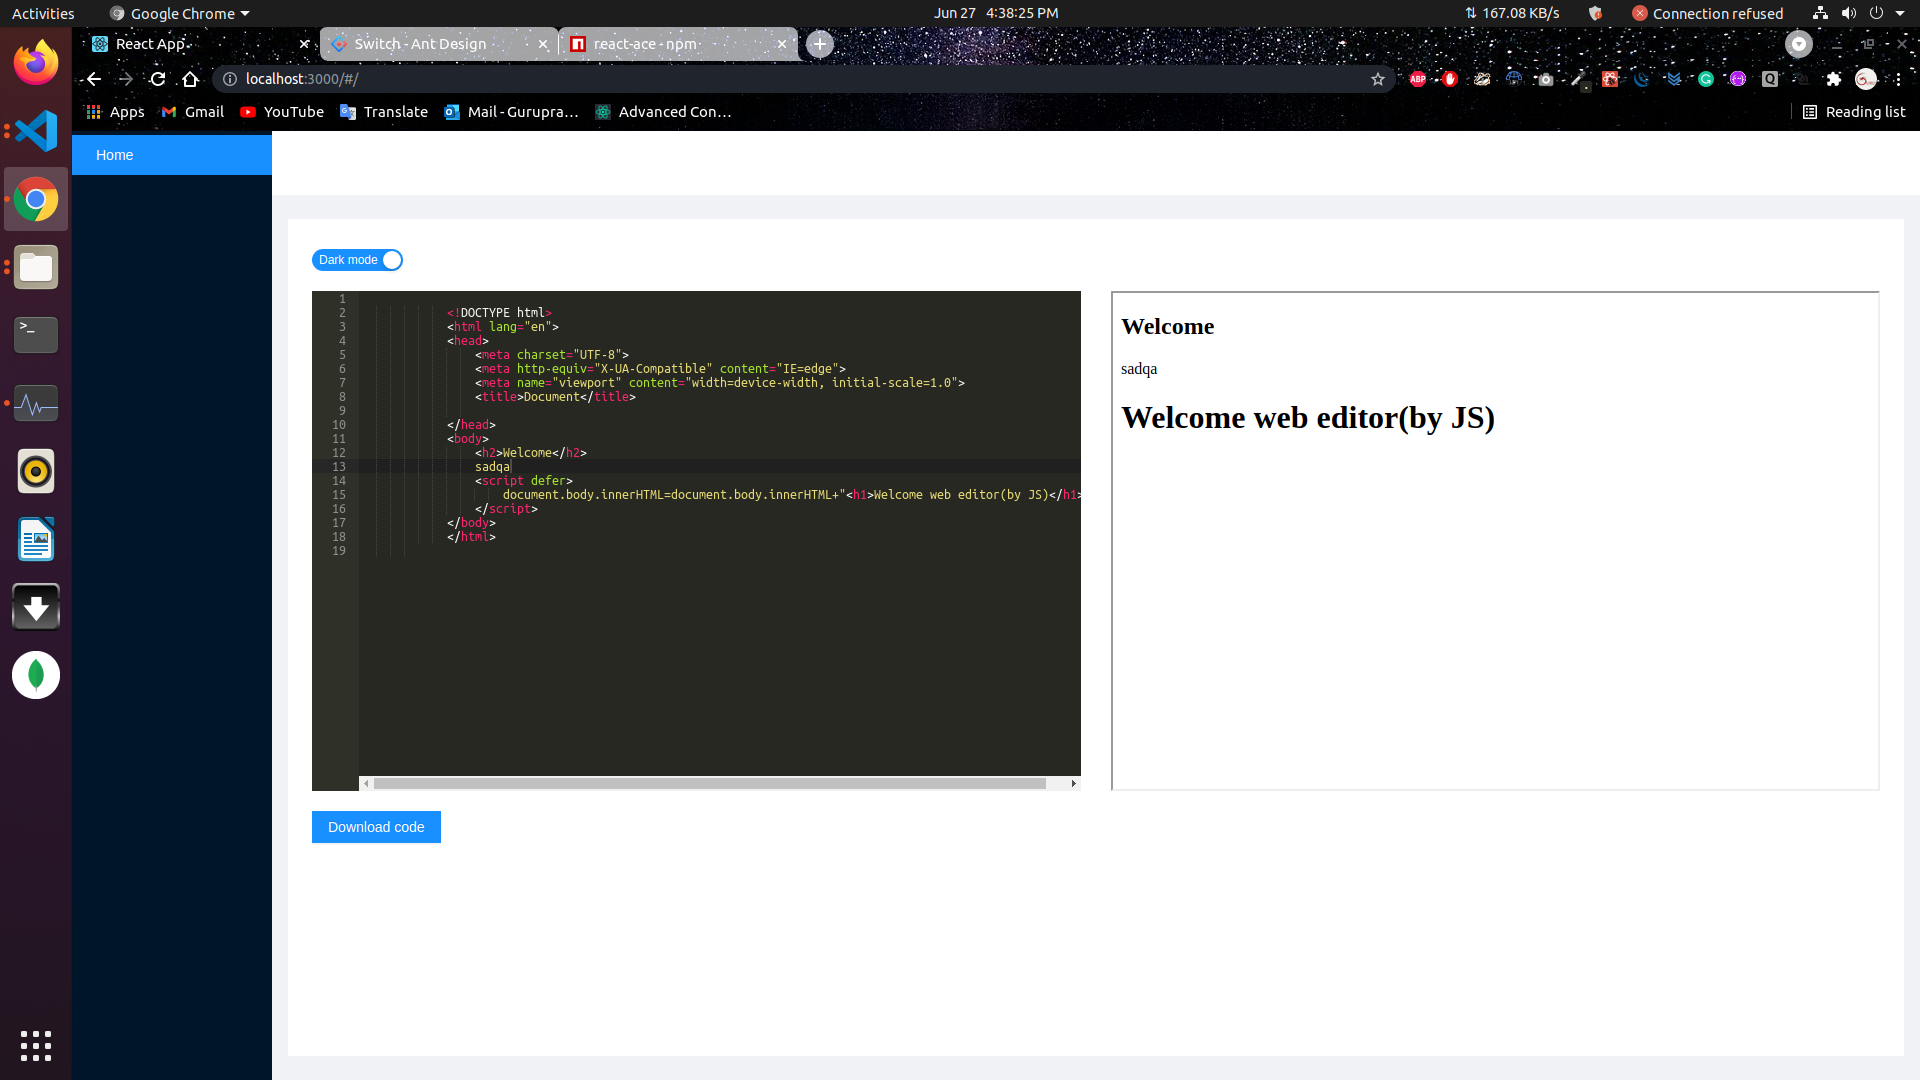 Activities Google Chrome Jun 27 4:38:25 PM 167.08 KB/s Connection refused
React App Switch - Ant Design react-ace - npm
localhost:3000/#/
Apps Gmail YouTube Translate Mail - Gurupra… Advanced Con… Reading list
Home
Dark mode
1
2 <!DOCTYPE html>
3 <html lang="en">
4 <head>
5 <meta charset="UTF-8">
6 <meta http-equiv="X-UA-Compatible" content="IE=edge">
7 <meta name="viewport" content="width=device-width, initial-scale=1.0">
8 <title>Document</title>
9
10 </head>
11 <body>
12 <h2>Welcome</h2>
13 sadqa
14 <script defer>
15 document.body.innerHTML=document.body.innerHTML+"<h1>Welcome web editor(by JS)</h1>
16 </script>
17 </body>
18 </html>
19
Welcome
sadqa
Welcome web editor(by JS)
Download code